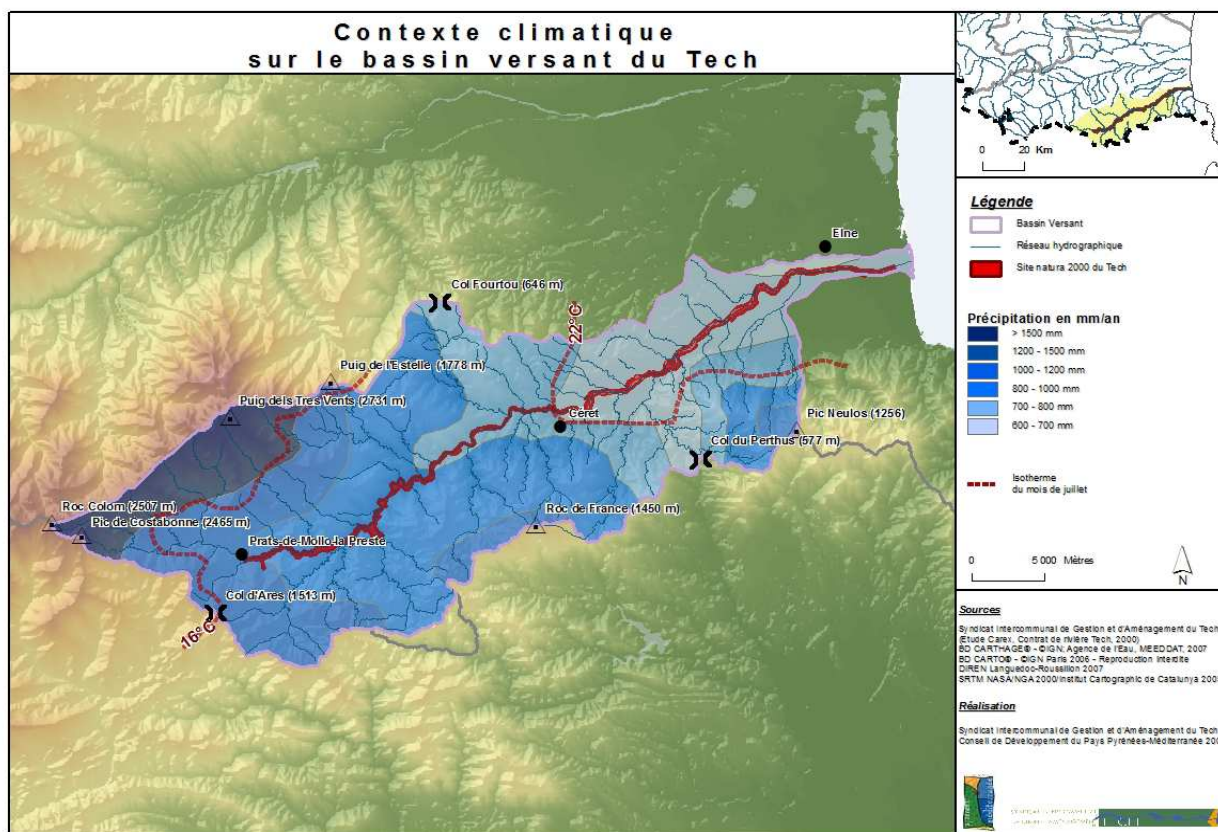 Contexte climatique
sur le bassin versant du Tech
0 20 Km
Légende
Bassin Versant
Réseau hydrographique
Site natura 2000 du Tech
Précipitation en mm/an
> 1500 mm
1200 - 1500 mm
1000 - 1200 mm
800 - 1000 mm
700 - 800 mm
600 - 700 mm
Isotherme
du mois de juillet
0 5 000 Mètres
N
Elne
Col Fourtou (646 m)
22°C
Puig de l'Estelle (1778 m)
Puig dels Tres Vents (2731 m)
Ceret
Pic Neulos (1256)
Col du Perthus (577 m)
Roc Colom (2507 m)
Pic de Costabonne (2465 m)
Roc de France (1450 m)
Prats-de-Mollo-la-Preste
Col d'Ares (1513 m)
16°C
Sources
Syndicat Intercommunal de Gestion et d'Aménagement du Tech
(Etude Carex, Contrat de rivière Tech, 2000)
BD CARTHAGE® - ©IGN; Agence de l'Eau, MEEDDAT, 2007
BD CARTO® - ©IGN Paris 2006 - Reproduction interdite
DIREN Languedoc-Roussillon 2007
SRTM NASA/NGA 2000/Institut Cartografic de Catalunya 200
Réalisation
Syndicat Intercommunal de Gestion et d'Aménagement du Tech
Conseil de Développement du Pays Pyrénées-Méditerranée 200